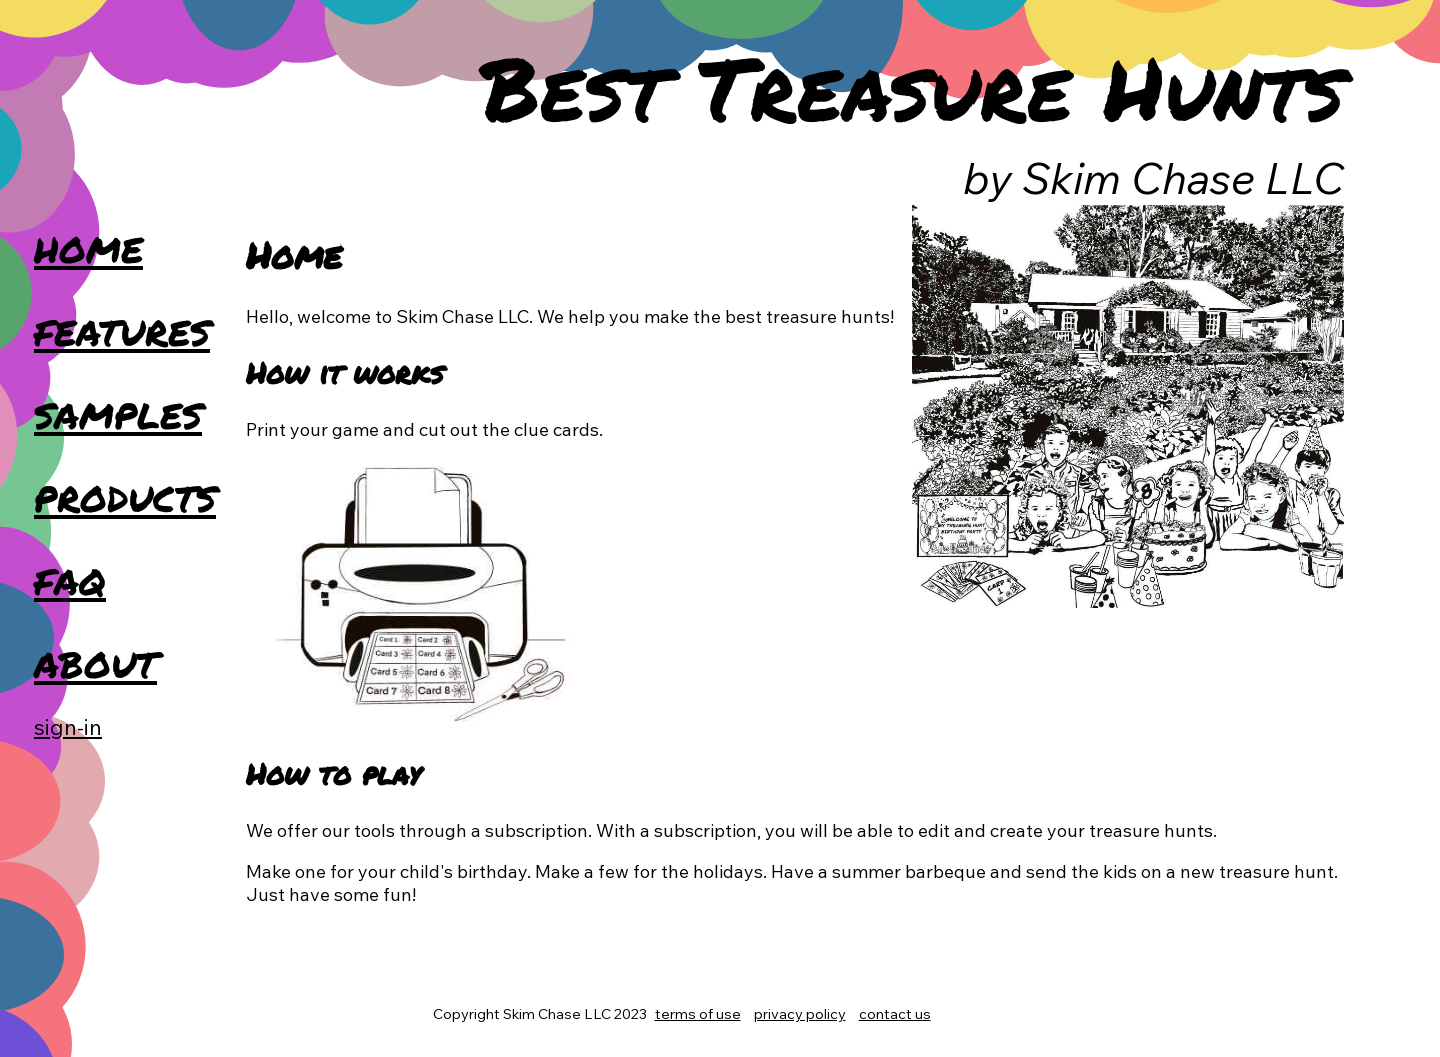 Best Treasure Hunts
by Skim Chase LLC
HOME
FEATURES
SAMPLES
PRODUCTS
FAQ
ABOUT
sign-in
Home
Hello, welcome to Skim Chase LLC. We help you make the best treasure hunts!
How it works
Print your game and cut out the clue cards.
Card 1 Card 2
Card 3 Card 4
Card 5 Card 6
Card 7 Card 8
8
WELCOME TO
MY TREASURE HUNT
BIRTHDAY PARTY
CARD
1
How to play
We offer our tools through a subscription. With a subscription, you will be able to edit and create your treasure hunts.
Make one for your child's birthday. Make a few for the holidays. Have a summer barbeque and send the kids on a new treasure hunt.
Just have some fun!
Copyright Skim Chase LLC 2023 terms of use privacy policy contact us